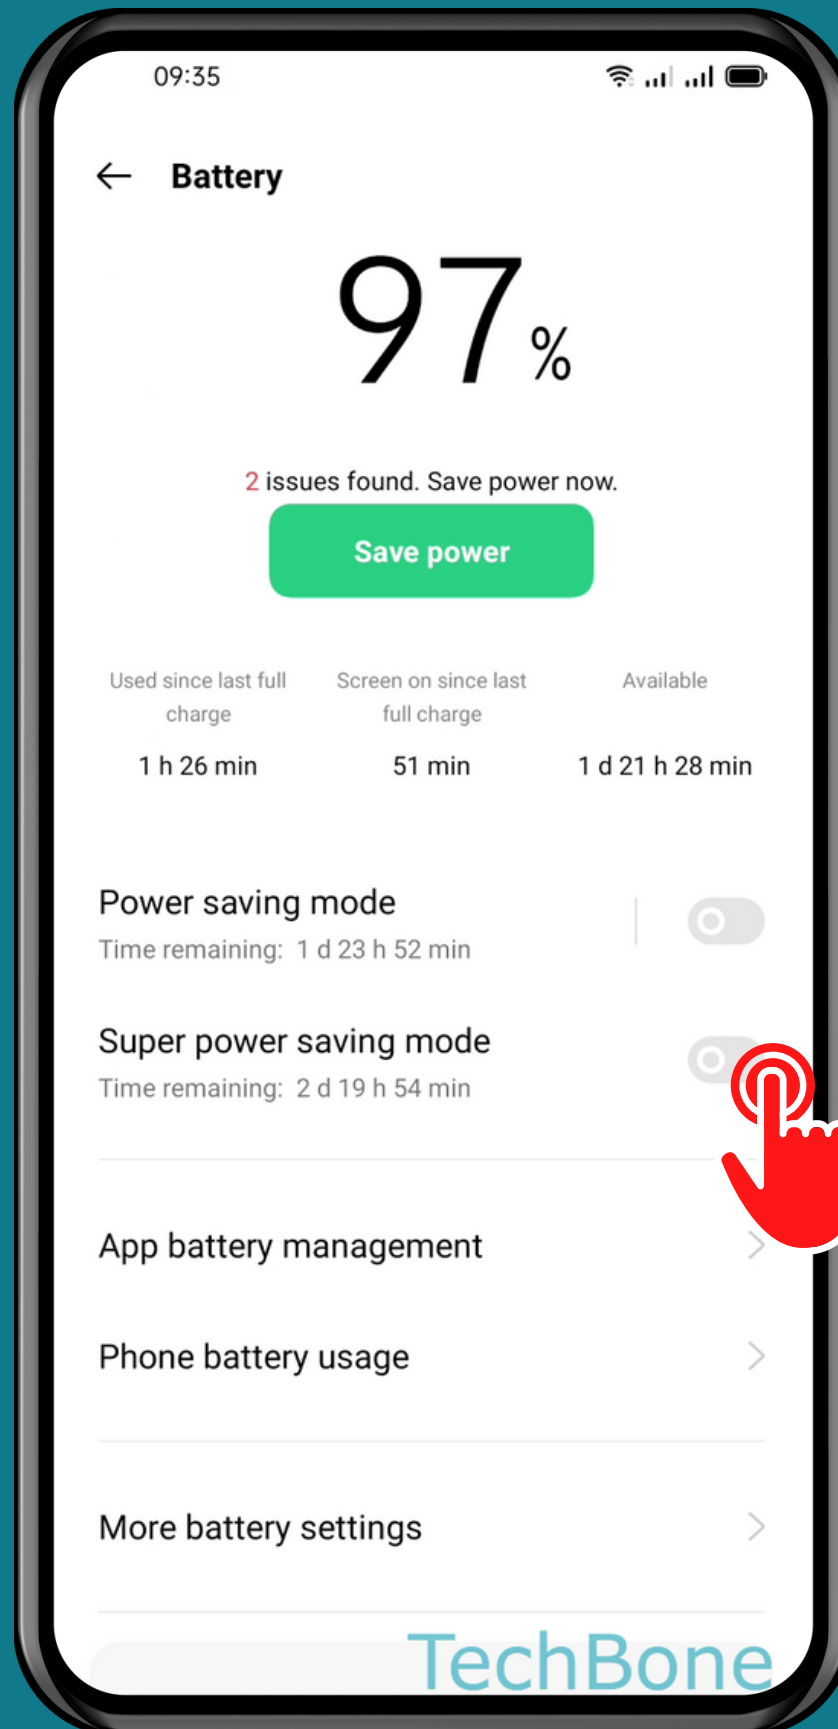 09:35
Battery
97%
2 issues found. Save power now.
Save power
Used since last full charge
Screen on since last full charge
Available
1 h 26 min
51 min
1 d 21 h 28 min
Power saving mode
Time remaining: 1 d 23 h 52 min
Super power saving mode
Time remaining: 2 d 19 h 54 min
App battery management
Phone battery usage
More battery settings
TechBone